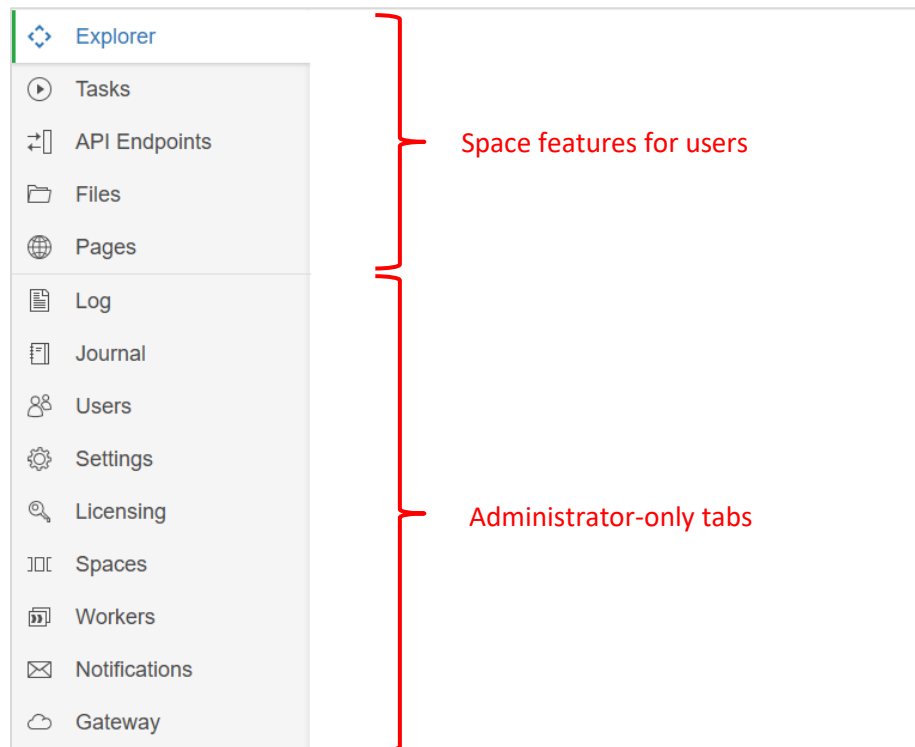 Explorer
Tasks
API Endpoints
Space features for users
Files
Pages
Log
Journal
Users
Settings
Licensing
Administrator-only tabs
Spaces
Workers
Notifications
Gateway